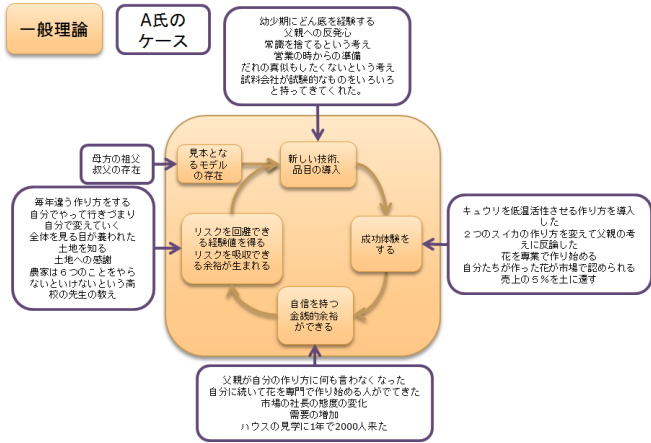 一般理論
A氏の
ケース
幼少期にどん底を経験する
父親への反発心
常識を捨てるという考え
営業の時からの準備
だれの真似もしたくないという考え
試料会社が試験的なものをいろいろ
と持ってきてくれた。
母方の祖父
叔父の存在
見本とな
るモデル
の存在
新しい技術、
品目の導入
毎年違う作り方をする
自分でやって行きづまり
自分で変えていく
全体を見る目が養われた
土地を知る
土地への感謝
農家は6つのことをやら
ないといけないという高
校の先生の教え
リスクを回避でき
る経験値を得る
リスクを吸収でき
る余裕が生まれる
成功体験を
する
キュウリを低温活性させる作り方を導入
した
2つのスイカの作り方を変えて父親の考
えに反論した
花を専業で作り始める
自分たちが作った花が市場で認められる
売上の5%を土に還す
自信を持つ
金銭的余裕
ができる
父親が自分の作り方に何も言わなくなった
自分に続いて花を専門で作り始める人がでてきた
市場の社長の態度の変化
需要の増加
ハウスの見学に1年で2000人来た